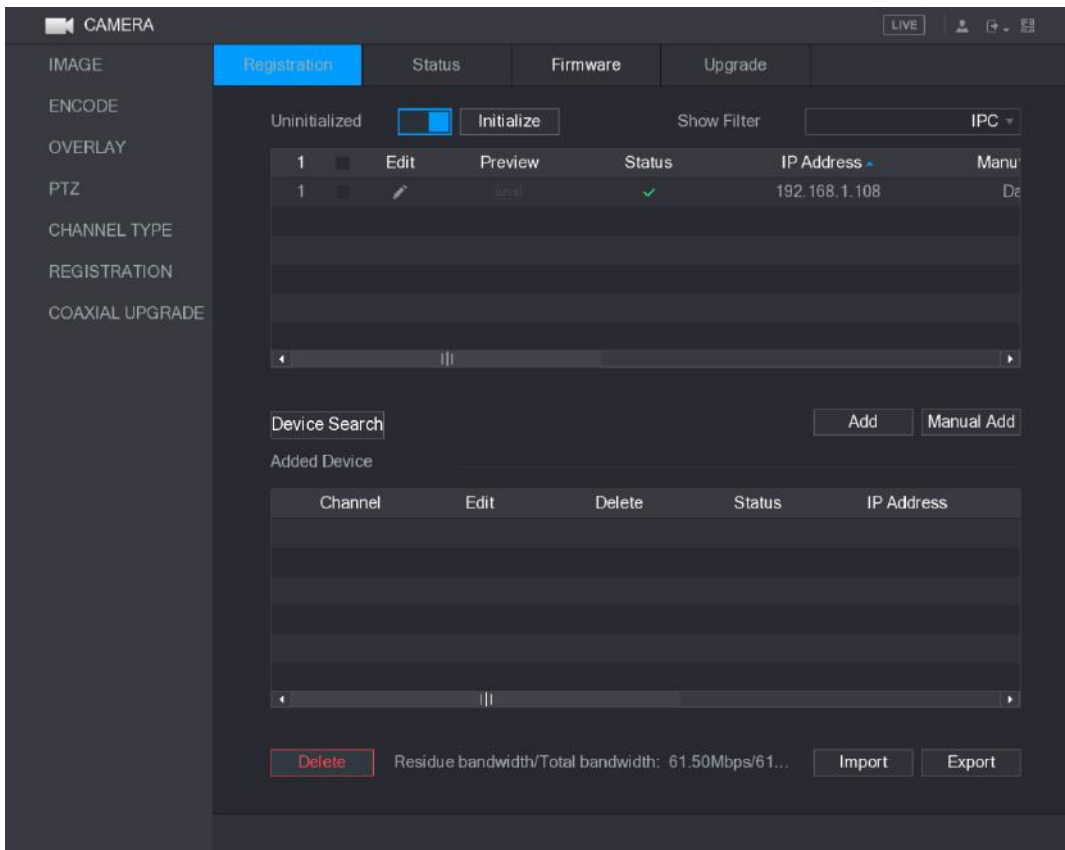 CAMERA LIVE
IMAGE
ENCODE
OVERLAY
PTZ
CHANNEL TYPE
REGISTRATION
COAXIAL UPGRADE
Registration Status Firmware Upgrade
Uninitialized Initialize Show Filter IPC
1 Edit Preview Status IP Address Manu
1 LIVE 192.168.1.108 Da
Device Search Add Manual Add
Added Device
Channel Edit Delete Status IP Address
Delete Residue bandwidth/Total bandwidth: 61.50Mbps/61... Import Export